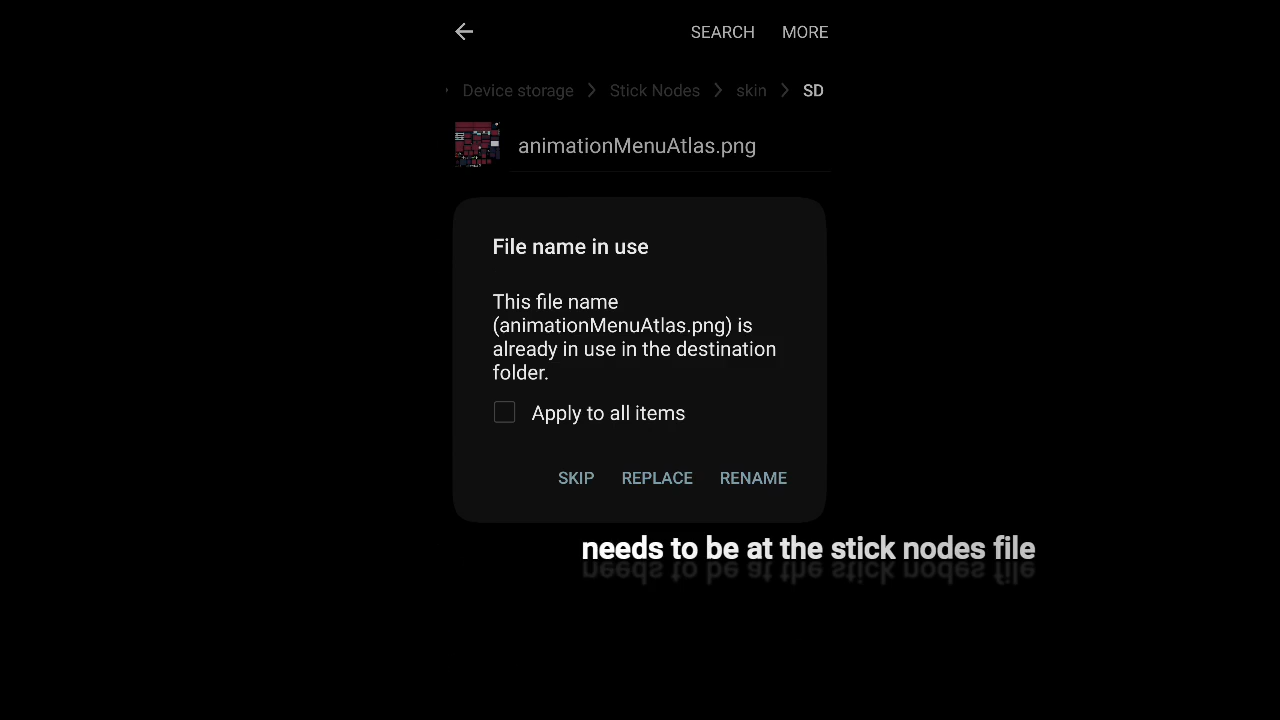 SEARCH MORE
Device storage > Stick Nodes > skin > SD
animationMenuAtlas.png
File name in use
This file name
(animationMenuAtlas.png) is
already in use in the destination
folder.
Apply to all items
SKIP REPLACE RENAME
needs to be at the stick nodes file